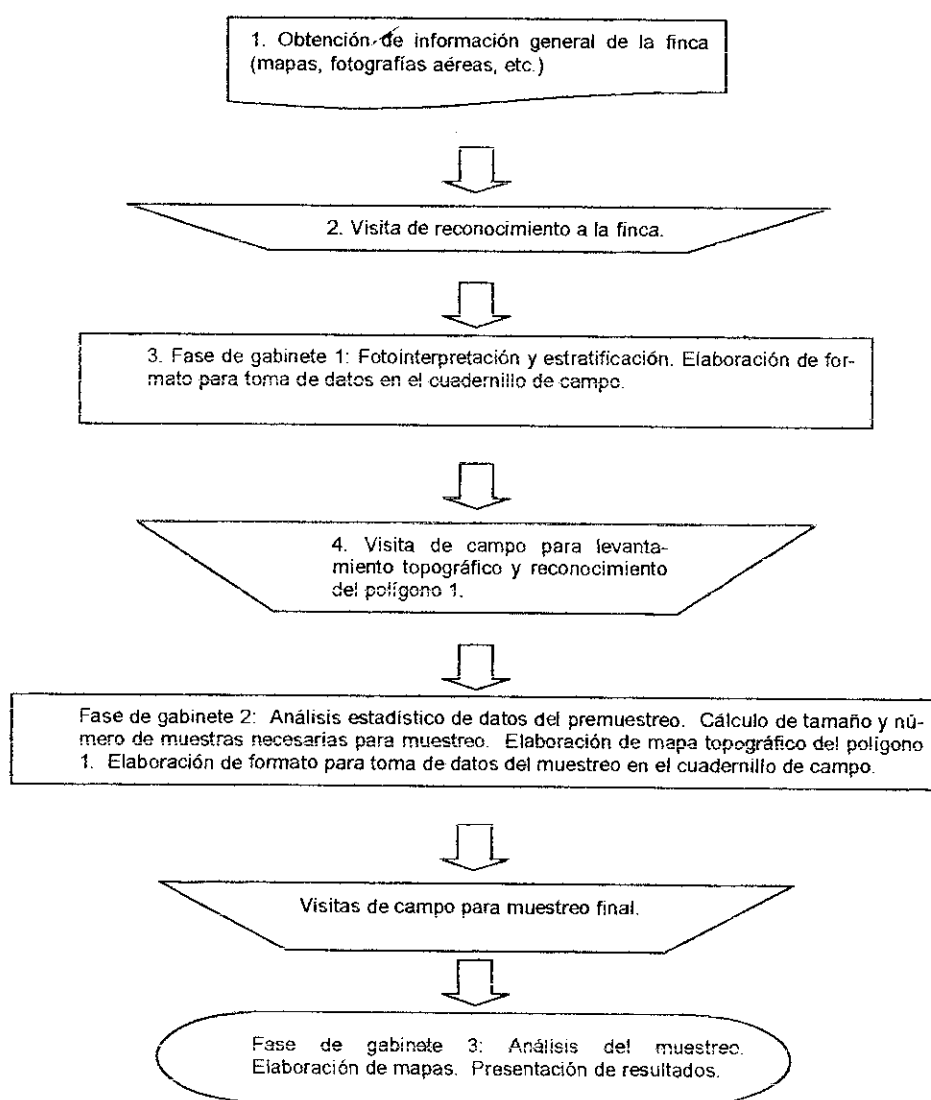 1. Obtención de información general de la finca
(mapas, fotografías aéreas, etc.)
2. Visita de reconocimiento a la finca.
3. Fase de gabinete 1: Fotointerpretación y estratificación. Elaboración de for-
mato para toma de datos en el cuadernillo de campo.
4. Visita de campo para levanta-
miento topográfico y reconocimiento
del polígono 1.
Fase de gabinete 2: Análisis estadístico de datos del premuestreo. Cálculo de tamaño y nú-
mero de muestras necesarias para muestreo. Elaboración de mapa topográfico del polígono
1. Elaboración de formato para toma de datos del muestreo en el cuadernillo de campo.
Visitas de campo para muestreo final.
Fase de gabinete 3: Análisis del muestreo.
Elaboración de mapas. Presentación de resultados.